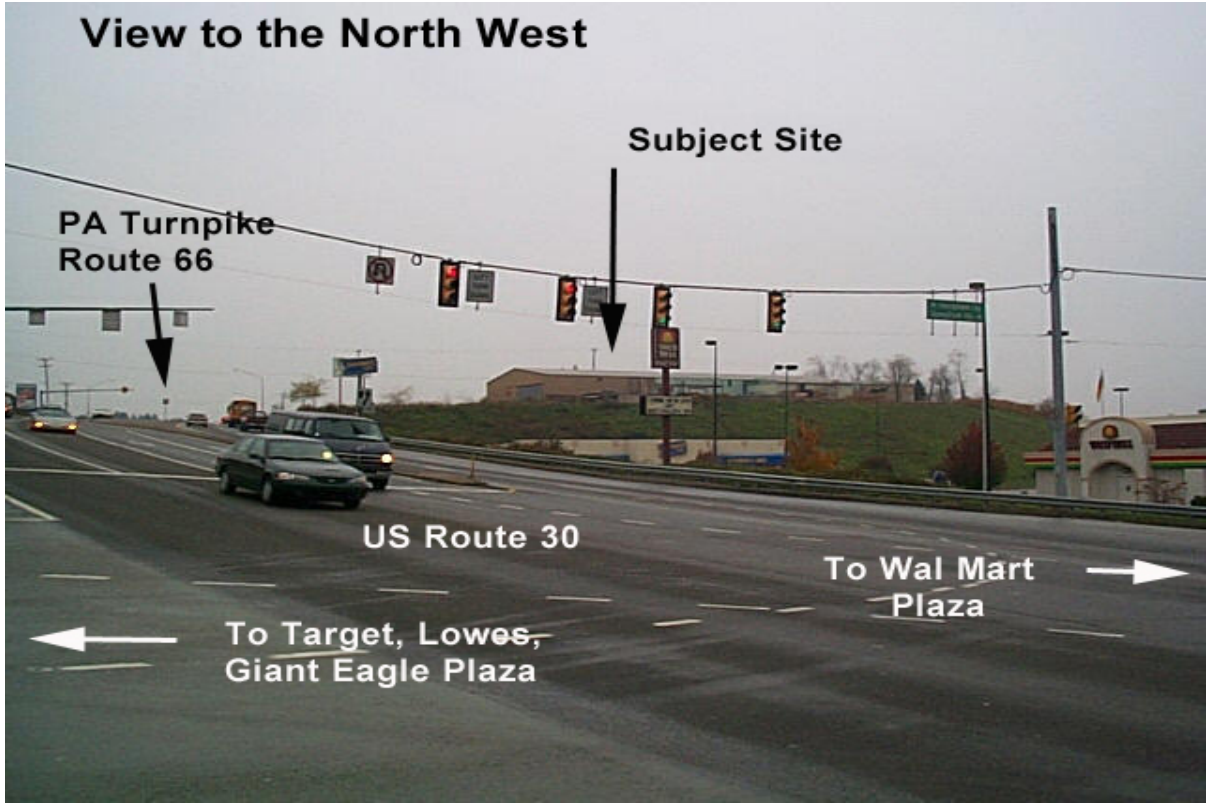 View to the North West
Subject Site
PA Turnpike
Route 66
US Route 30
To Wal Mart
Plaza
To Target, Lowes,
Giant Eagle Plaza